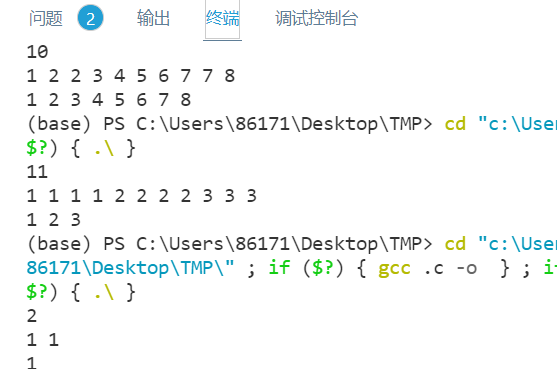 问题 2 输出 终端 调试控制台
10
1 2 2 3 4 5 6 7 7 8
1 2 3 4 5 6 7 8
(base) PS C:\Users\86171\Desktop\TMP> cd "c:\User
$?) { .\ }
11
1 1 1 1 2 2 2 2 3 3 3
1 2 3
(base) PS C:\Users\86171\Desktop\TMP> cd "c:\User
86171\Desktop\TMP\" ; if ($?) { gcc .c -o  } ; if
$?) { .\ }
2
1 1
1